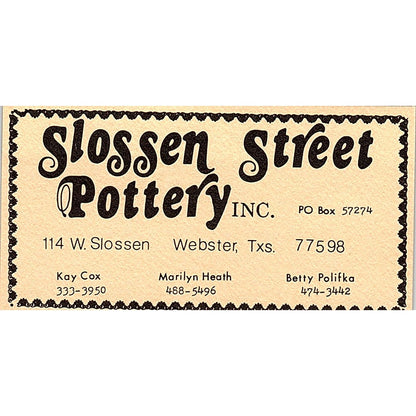 Slossen Street
Pottery INC. PO Box 57274
114 W. Slossen Webster, Txs. 77598
Kay Cox Marilyn Heath Betty Polifka
333-3950 488-5496 474-3442